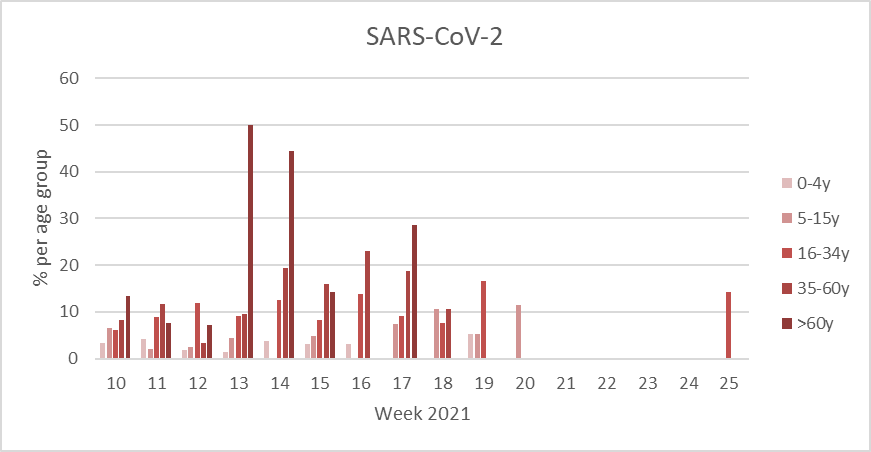 SARS-CoV-2
% per age group
60
50
40
30
20
10
0
10 11 12 13 14 15 16 17 18 19 20 21 22 23 24 25
Week 2021
0-4y
5-15y
16-34y
35-60y
>60y